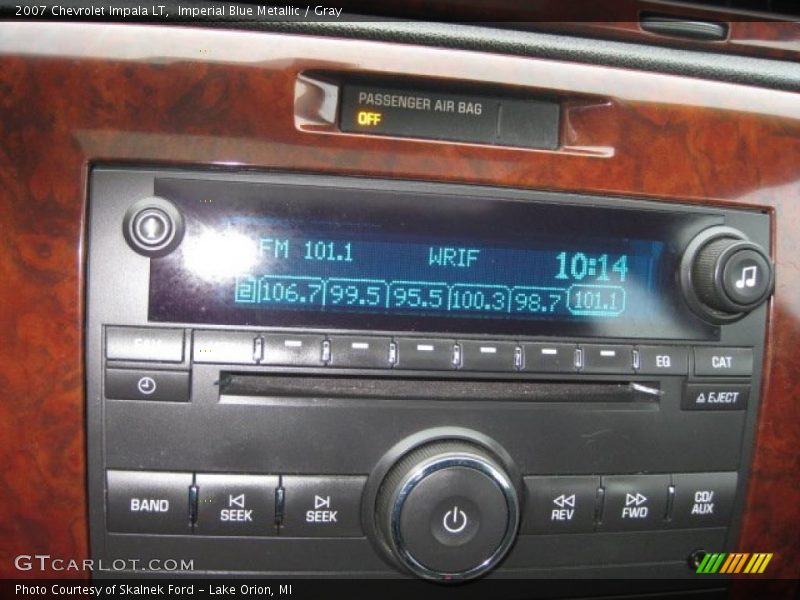 2007 Chevrolet Impala LT,  Imperial Blue Metallic / Gray
PASSENGER AIR BAG
OFF
FM 101.1 WRIF 10:14
2 106.7 99.5 95.5 100.3 98.7 101.1
EQ CAT
EJECT
BAND SEEK SEEK REV FWD CD/
AUX
GTCARLOT.COM
Photo Courtesy of Skalnek Ford - Lake Orion, MI